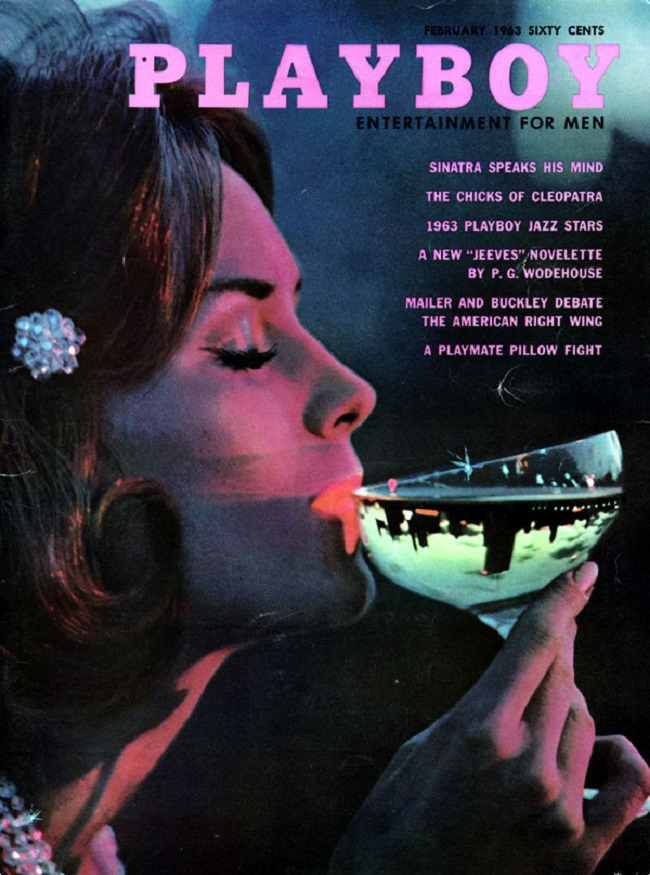 FEBRUARY 1963 SIXTY CENTS
PLAYBOY
ENTERTAINMENT FOR MEN
SINATRA SPEAKS HIS MIND
THE CHICKS OF CLEOPATRA
1963 PLAYBOY JAZZ STARS
A NEW "JEEVES" NOVELETTE
BY P. G. WODEHOUSE
MAILER AND BUCKLEY DEBATE
THE AMERICAN RIGHT WING
A PLAYMATE PILLOW FIGHT